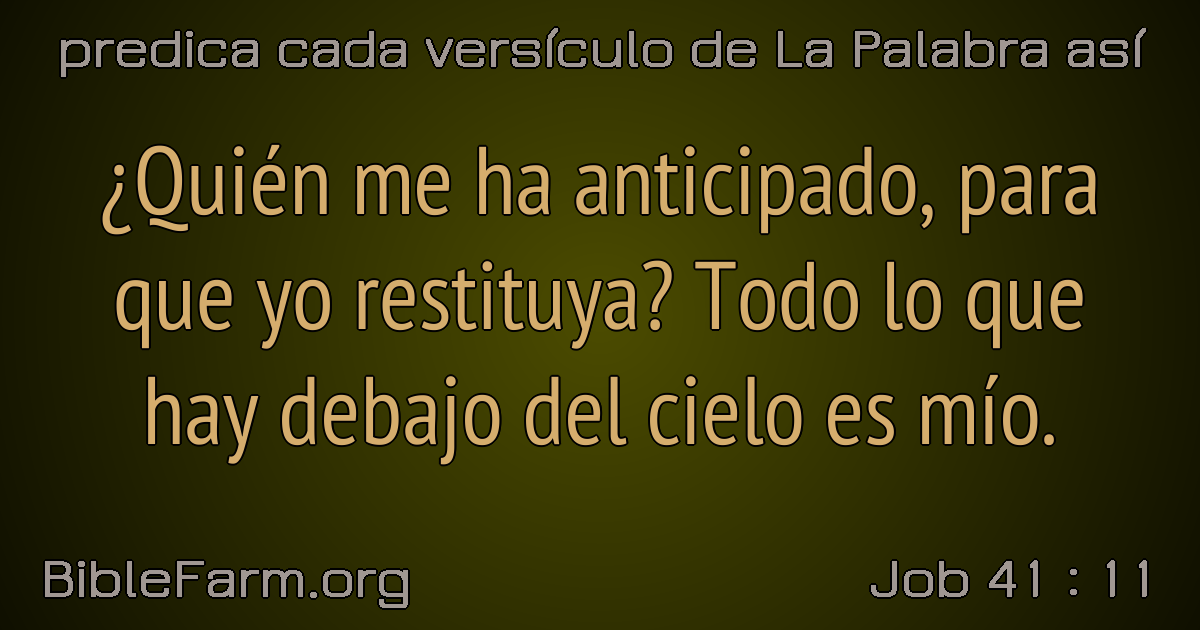 predica cada versículo de La Palabra así
¿Quién me ha anticipado, para
que yo restituya? Todo lo que
hay debajo del cielo es mío.
BibleFarm.org
Job 41 : 11